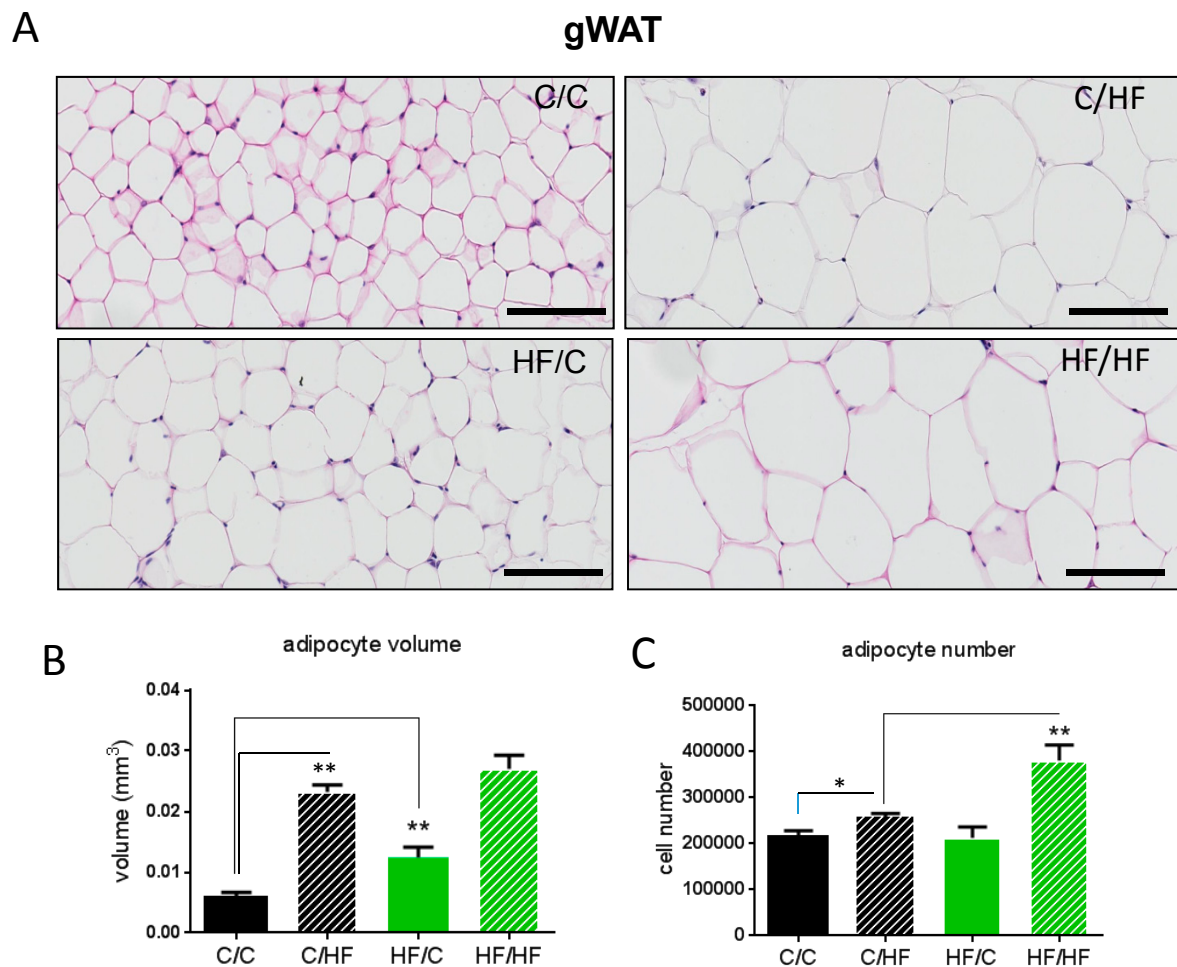 A
gWAT
C/C
C/HF
HF/C
HF/HF
B
adipocyte volume
volume (mm³)
0.04
0.03
0.02
0.01
0.00
**
**
C/C C/HF HF/C HF/HF
C
adipocyte number
cell number
500000
400000
300000
200000
100000
0
*
**
C/C C/HF HF/C HF/HF